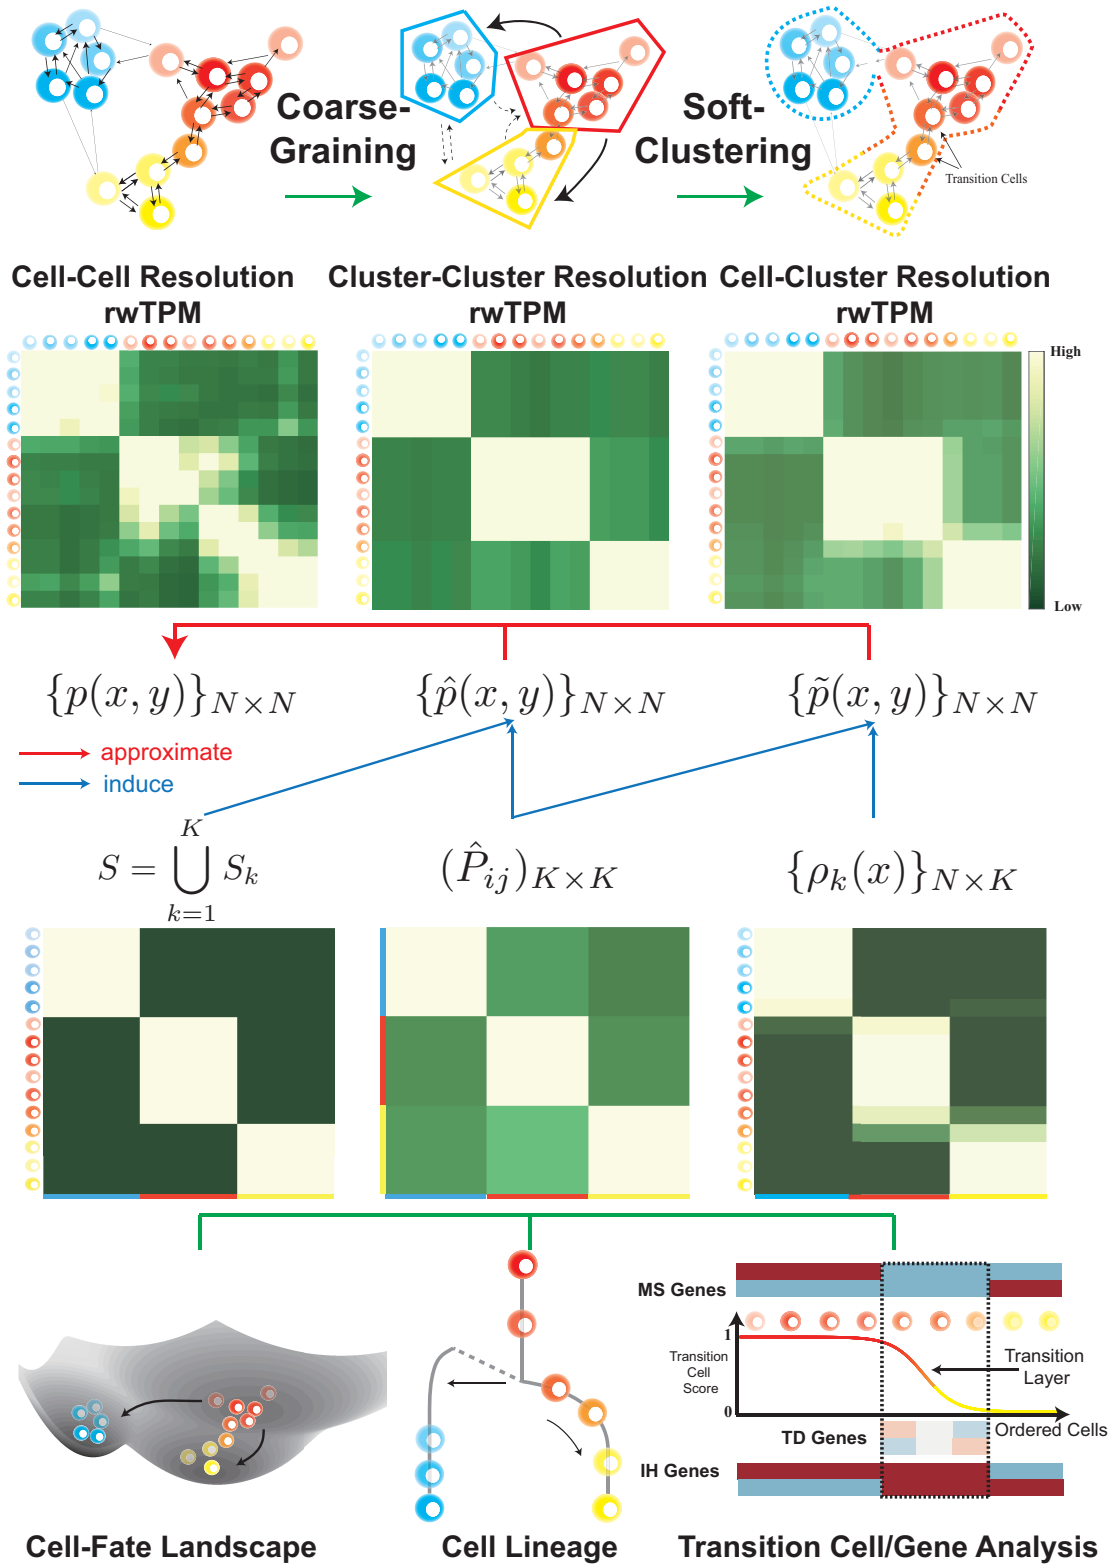 Coarse-
Graining
Soft-
Clustering
Transition Cells
Cell-Cell Resolution
rwTPM
Cluster-Cluster Resolution
rwTPM
Cell-Cluster Resolution
rwTPM
High
Low
{p(x, y)}_{N×N}
{p̂(x, y)}_{N×N}
{p̃(x, y)}_{N×N}
approximate
induce
S = ⋃_{k=1}^{K} S_k
(P̂_{ij})_{K×K}
{ρ_k(x)}_{N×K}
MS Genes
1
Transition
Cell
Score
0
Transition
Layer
Ordered Cells
TD Genes
IH Genes
Cell-Fate Landscape
Cell Lineage
Transition Cell/Gene Analysis